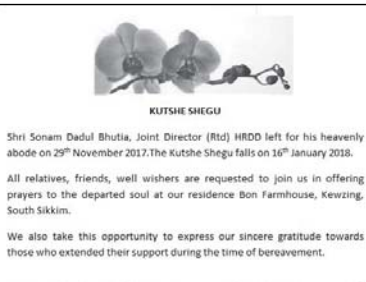 KUTSHE SHEGU
Shri Sonam Dadul Bhutia, Joint Director (Rtd) HRDD left for his heavenly
abode on 29th November 2017.The Kutshe Shegu falls on 16th January 2018.
All relatives, friends, well wishers are requested to join us in offering
prayers to the departed soul at our residence Bon Farmhouse, Kewzing,
South Sikkim.
We also take this opportunity to express our sincere gratitude towards
those who extended their support during the time of bereavement.